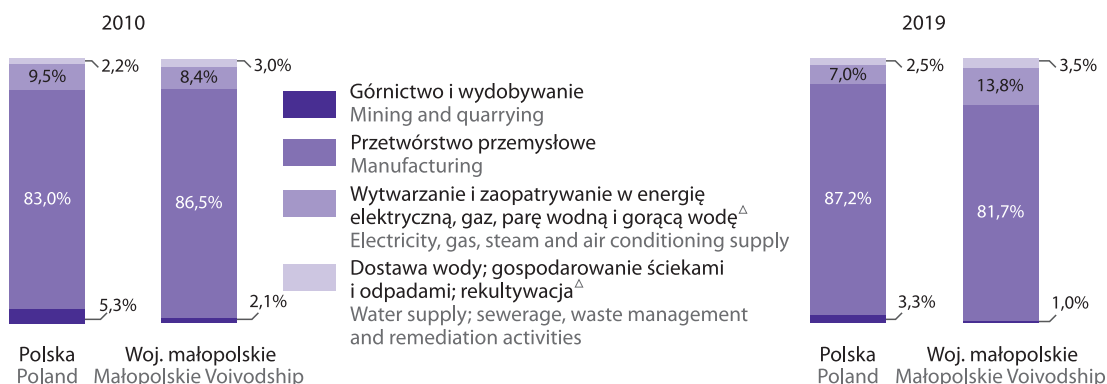 2010
2,2%
9,5%
83,0%
5,3%
Polska
Poland
3,0%
8,4%
86,5%
2,1%
Woj. małopolskie
Małopolskie Voivodship
Górnictwo i wydobywanie
Mining and quarrying
Przetwórstwo przemysłowe
Manufacturing
Wytwarzanie i zaopatrywanie w energię
elektryczną, gaz, parę wodną i gorącą wodę△
Electricity, gas, steam and air conditioning supply
Dostawa wody; gospodarowanie ściekami
i odpadami; rekultywacja△
Water supply; sewerage, waste management
and remediation activities
2019
2,5%
7,0%
87,2%
3,3%
Polska
Poland
3,5%
13,8%
81,7%
1,0%
Woj. małopolskie
Małopolskie Voivodship